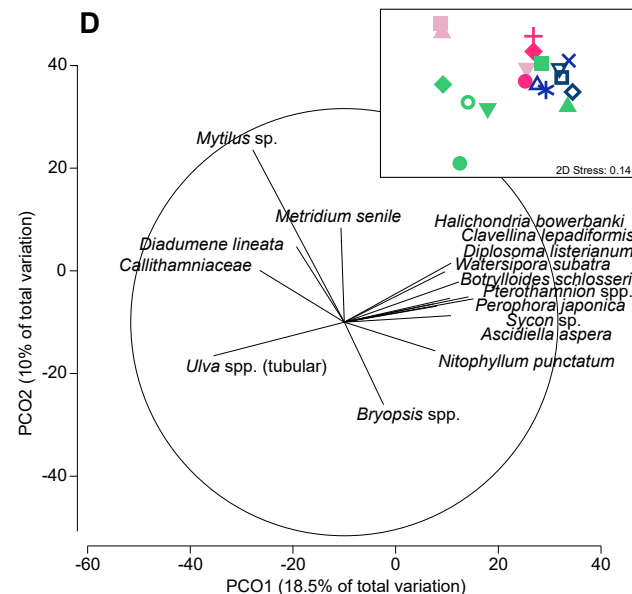 D
2D Stress: 0.14
40
20
0
-20
-40
PCO2 (10% of total variation)
Mytilus sp.
Metridium senile
Diadumene lineata
Callithamniaceae
Halichondria bowerbanki
Clavellina lepadiformis
Diplosoma listerianum
Watersipora subatra
Botrylloides schlosseri
Pterothamnion spp.
Perophora japonica
Sycon sp.
Ascidiella aspera
Nitophyllum punctatum
Ulva spp. (tubular)
Bryopsis spp.
-60 -40 -20 0 20 40
PCO1 (18.5% of total variation)